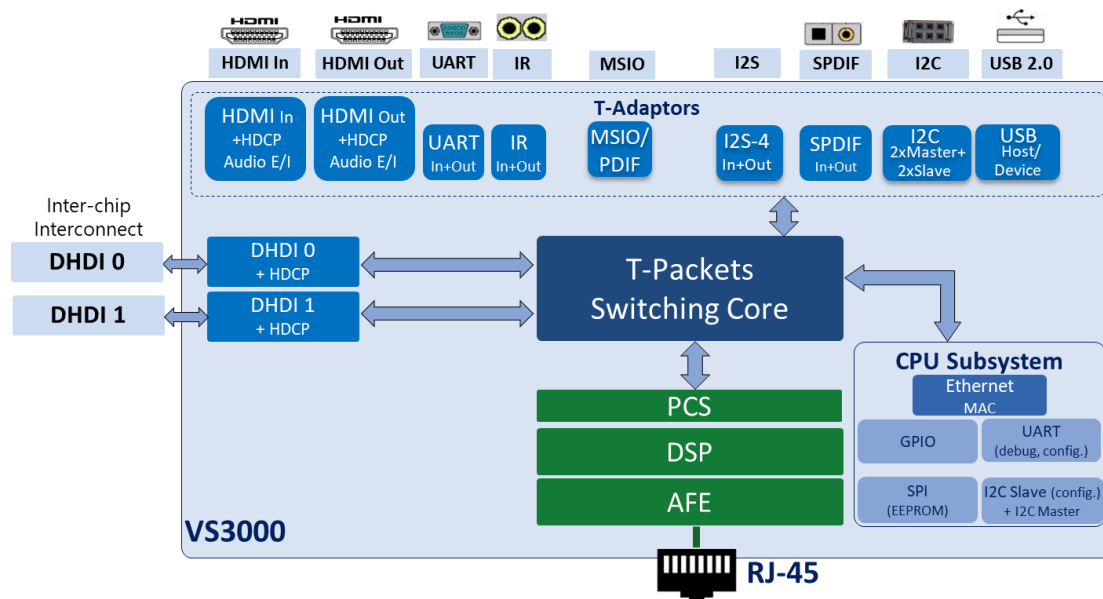 HDMI
HDMI
HDMI In
HDMI Out
UART
IR
MSIO
I2S
SPDIF
I2C
USB 2.0
T-Adaptors
HDMI In
+HDCP
Audio E/I
HDMI Out
+HDCP
Audio E/I
UART
In+Out
IR
In+Out
MSIO/
PDIF
I2S-4
In+Out
SPDIF
In+Out
I2C
2xMaster+
2xSlave
USB
Host/
Device
Inter-chip
Interconnect
DHDI 0
DHDI 1
DHDI 0
+ HDCP
DHDI 1
+ HDCP
T-Packets
Switching Core
CPU Subsystem
Ethernet
MAC
GPIO
UART
(debug, config.)
SPI
(EEPROM)
I2C Slave (config.)
+ I2C Master
PCS
DSP
AFE
VS3000
RJ-45